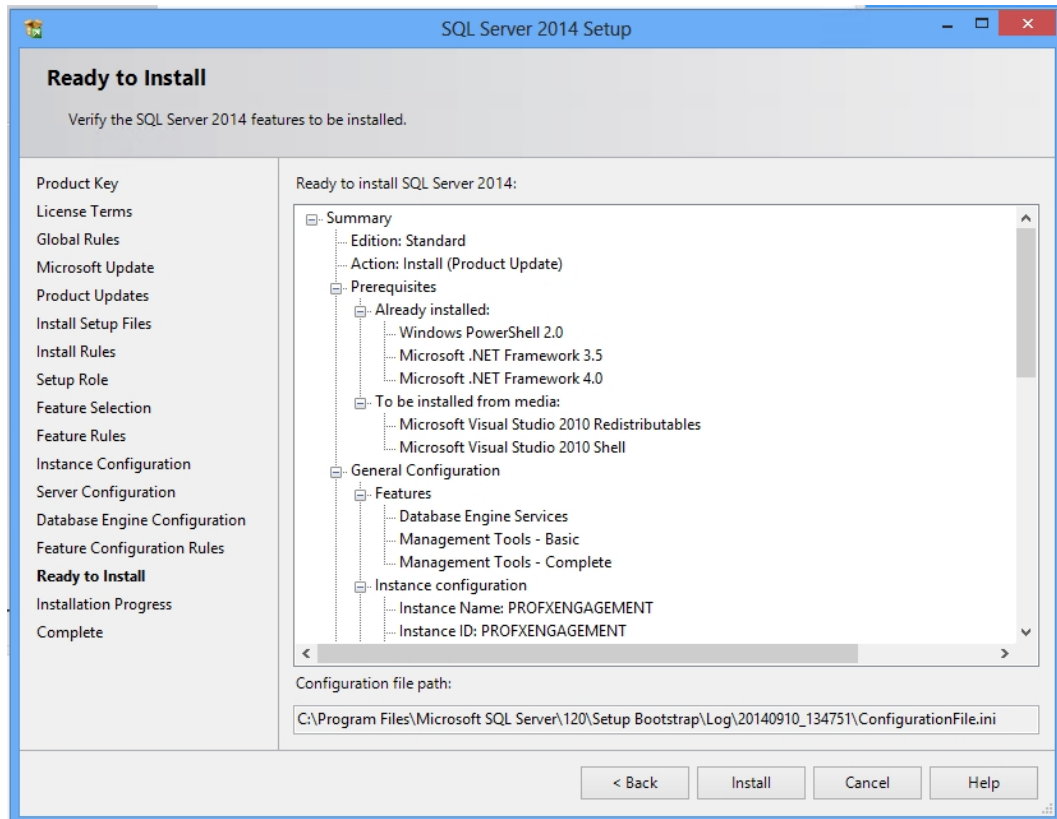 SQL Server 2014 Setup
Ready to Install
Verify the SQL Server 2014 features to be installed.
Product Key
License Terms
Global Rules
Microsoft Update
Product Updates
Install Setup Files
Install Rules
Setup Role
Feature Selection
Feature Rules
Instance Configuration
Server Configuration
Database Engine Configuration
Feature Configuration Rules
Ready to Install
Installation Progress
Complete
Ready to install SQL Server 2014:
Summary
Edition: Standard
Action: Install (Product Update)
Prerequisites
Already installed:
Windows PowerShell 2.0
Microsoft .NET Framework 3.5
Microsoft .NET Framework 4.0
To be installed from media:
Microsoft Visual Studio 2010 Redistributables
Microsoft Visual Studio 2010 Shell
General Configuration
Features
Database Engine Services
Management Tools - Basic
Management Tools - Complete
Instance configuration
Instance Name: PROFXENGAGEMENT
Instance ID: PROFXENGAGEMENT
Configuration file path:
C:\Program Files\Microsoft SQL Server\120\Setup Bootstrap\Log\20140910_134751\ConfigurationFile.ini
< Back
Install
Cancel
Help